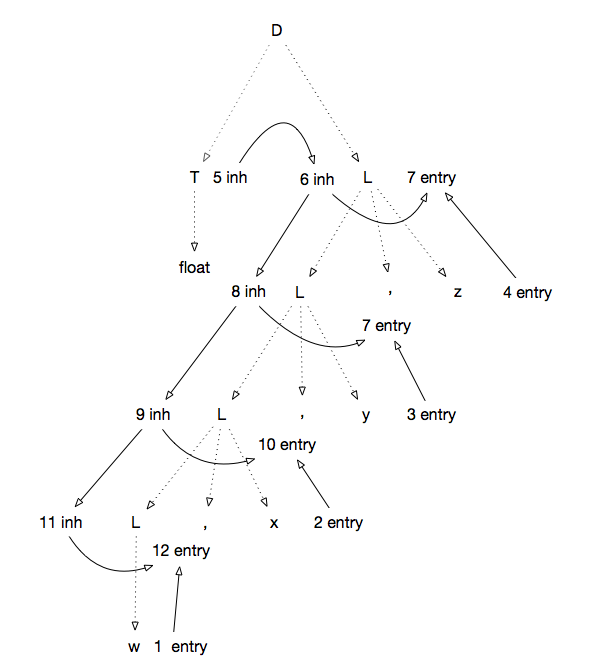 D
T 5 inh 6 inh L 7 entry
float
8 inh L , z 4 entry
7 entry
9 inh L , y 3 entry
10 entry
11 inh L , x 2 entry
12 entry
w 1 entry